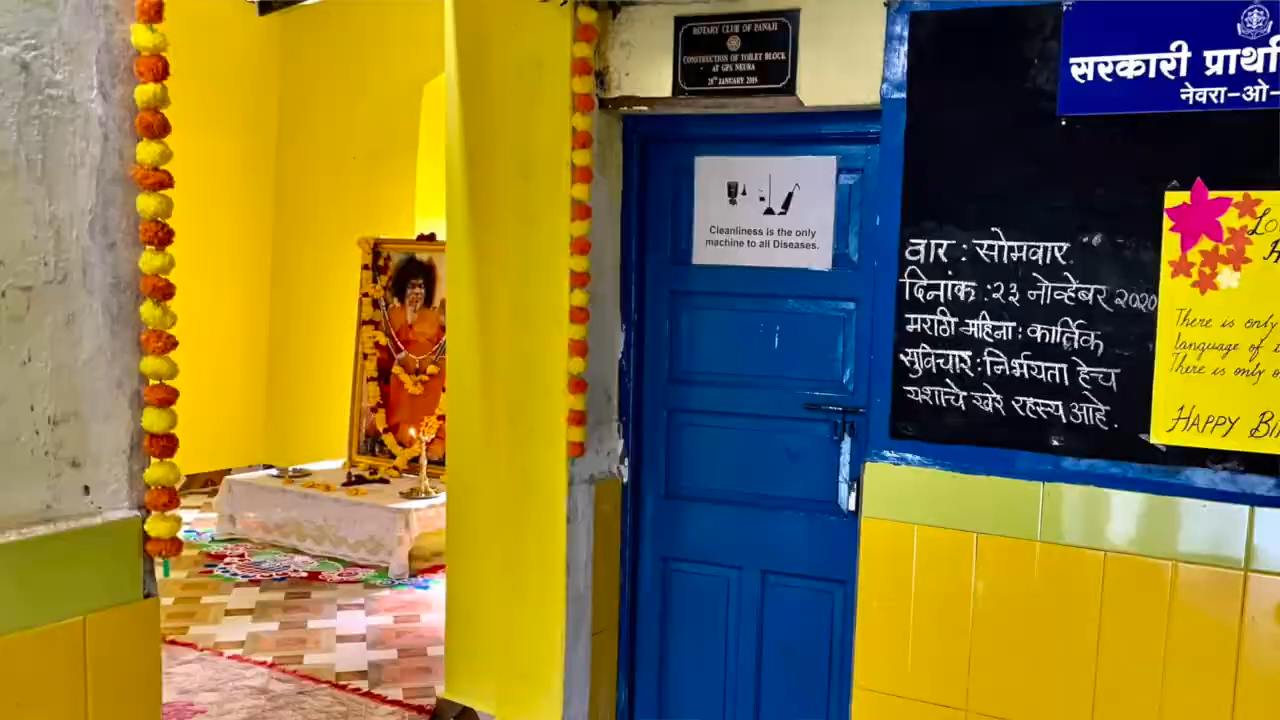 ROTARY CLUB OF PANAJI
CONSTRUCTION OF TOILET BLOCK
AT GPS NEURA
Cleanliness is the only
machine to all Diseases.
सरकारी
नेवरा-ओ-
वार : सोमवार.
दिनांक :२३ नोव्हेंबर २०२०
मराठी महिना : कार्तिक
सुविचार : निर्भयता हेच
यशाचे खरे रहस्य आहे.
There is only
language of
There is only
HAPPY